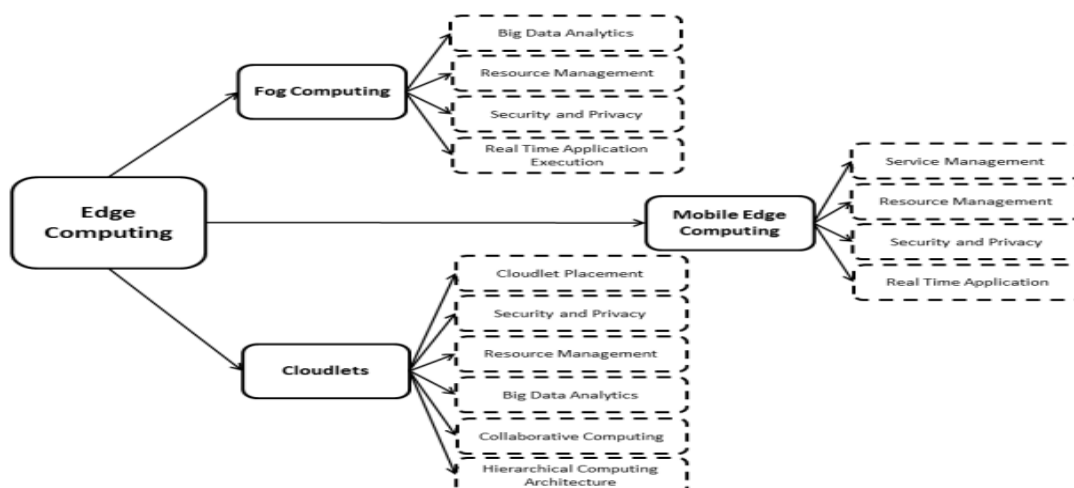 Big Data Analytics
Resource Management
Fog Computing
Security and Privacy
Real Time Application
Execution
Edge
Computing
Mobile Edge
Computing
Service Management
Resource Management
Security and Privacy
Real Time Application
Cloudlets
Cloudlet Placement
Security and Privacy
Resource Management
Big Data Analytics
Collaborative Computing
Hierarchical Computing
Architecture